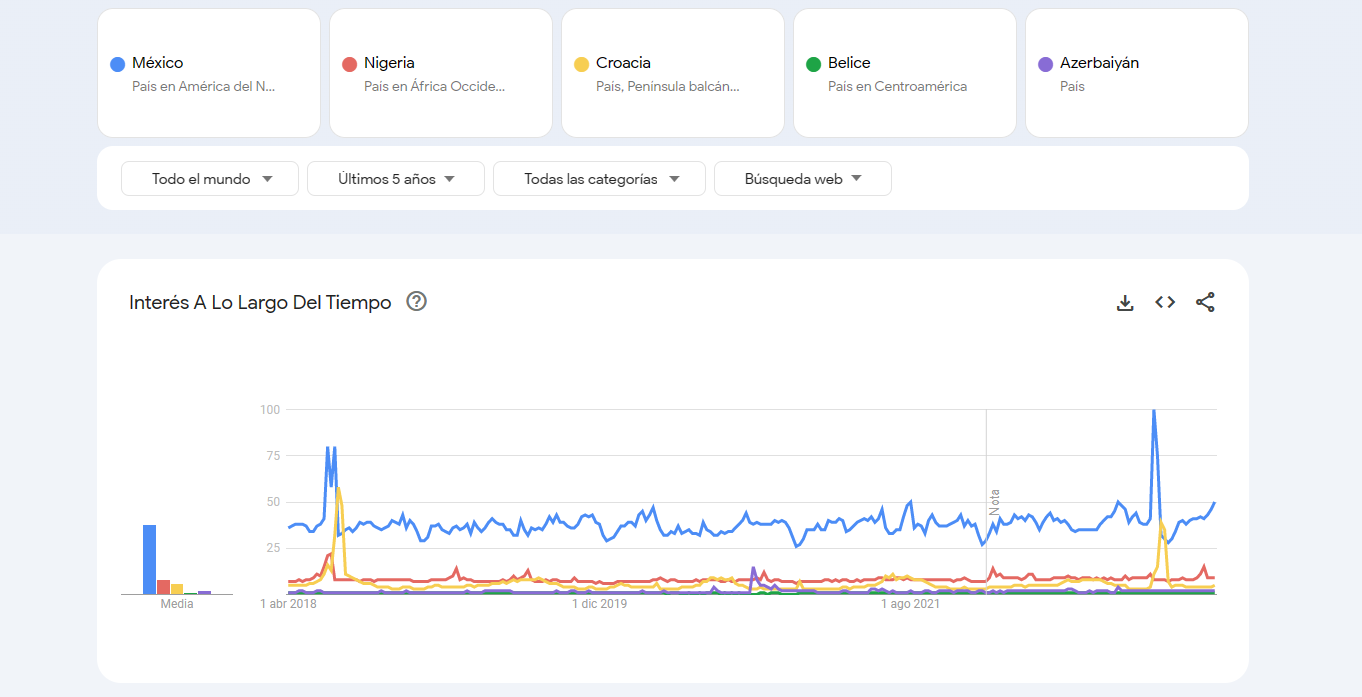 México
País en América del N...
Nigeria
País en África Occide...
Croacia
País, Península balcán...
Belice
País en Centroamérica
Azerbaiyán
País
Todo el mundo
Últimos 5 años
Todas las categorías
Búsqueda web
Interés A Lo Largo Del Tiempo
?
100
75
50
25
Nota
Media
1 abr 2018
1 dic 2019
1 ago 2021